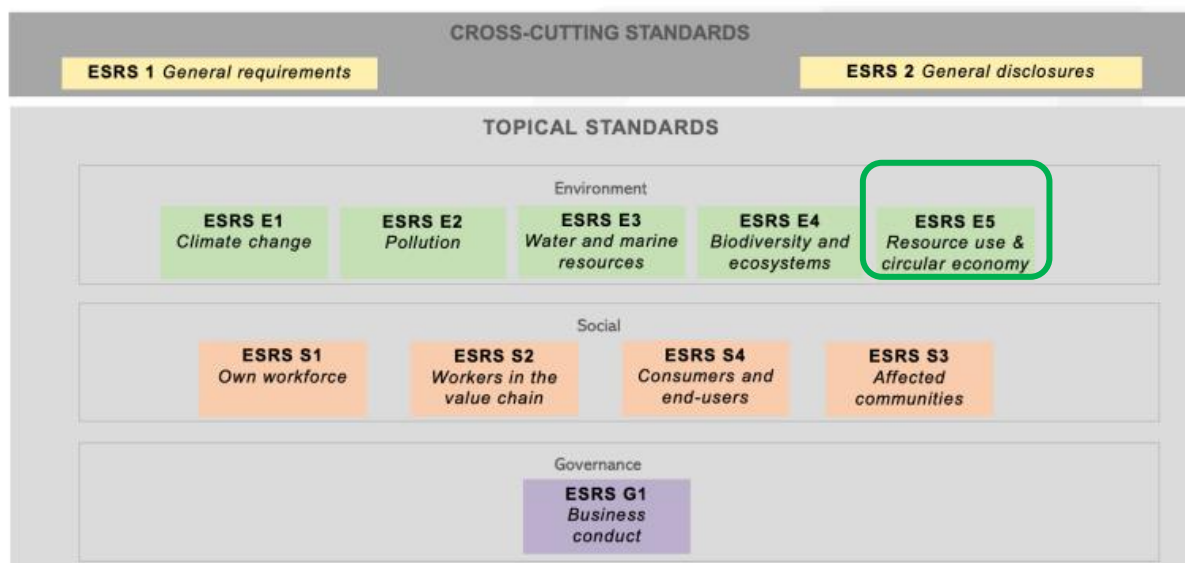 CROSS-CUTTING STANDARDS
ESRS 1 General requirements
ESRS 2 General disclosures
TOPICAL STANDARDS
Environment
ESRS E1
Climate change
ESRS E2
Pollution
ESRS E3
Water and marine
resources
ESRS E4
Biodiversity and
ecosystems
ESRS E5
Resource use &
circular economy
Social
ESRS S1
Own workforce
ESRS S2
Workers in the
value chain
ESRS S4
Consumers and
end-users
ESRS S3
Affected
communities
Governance
ESRS G1
Business
conduct